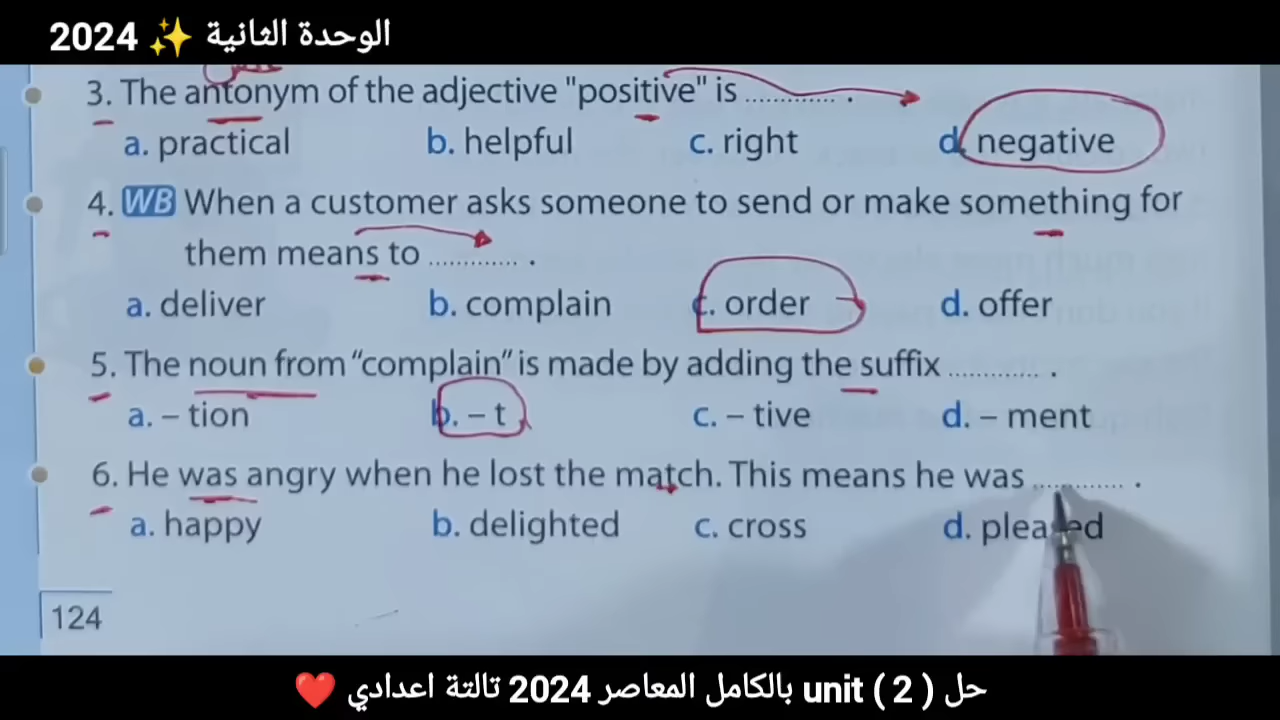 الوحدة الثانية ✨ 2024
عكس
3. The antonym of the adjective "positive" is ............. .
a. practical b. helpful c. right d. negative
4. WB When a customer asks someone to send or make something for
them means to ............. .
a. deliver b. complain c. order d. offer
5. The noun from “complain” is made by adding the suffix ............. .
a. – tion b. – t c. – tive d. – ment
6. He was angry when he lost the match. This means he was ............. .
a. happy b. delighted c. cross d. pleased
124
حل unit ( 2 ) بالكامل المعاصر 2024 تالتة اعدادي ❤️